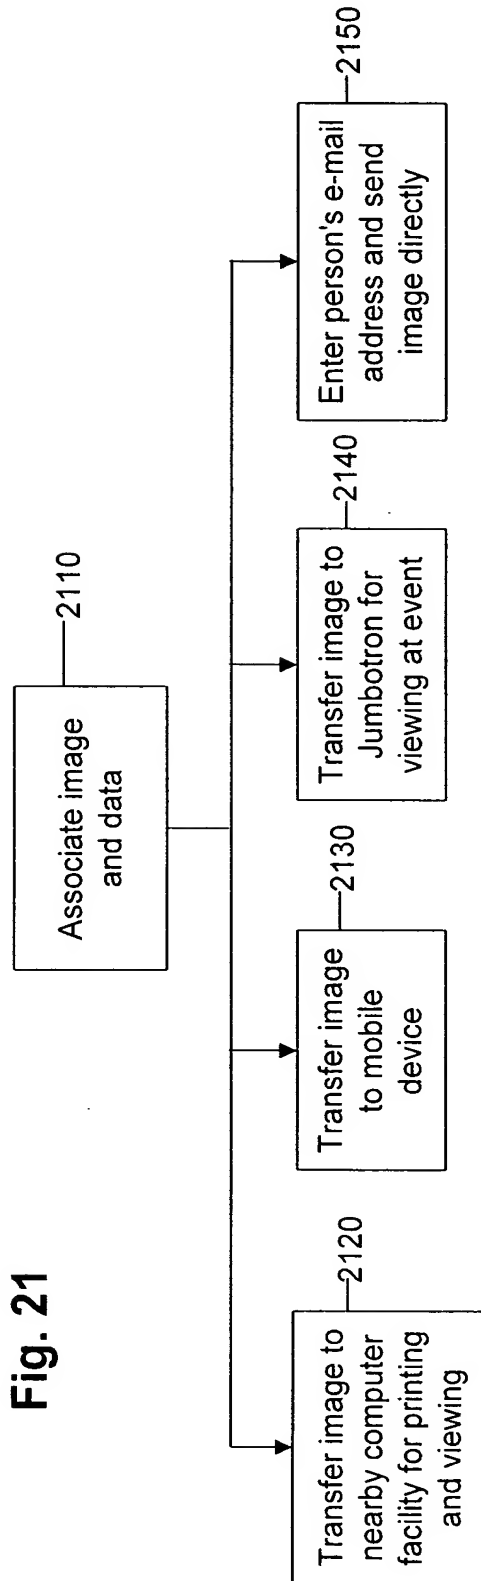 Fig. 21
Associate image
and data
2110
Transfer image to
nearby computer
facility for printing
and viewing
2120
Transfer image
to mobile
device
2130
Transfer image to
Jumbotron for
viewing at event
2140
Enter person's e-mail
address and send
image directly
2150